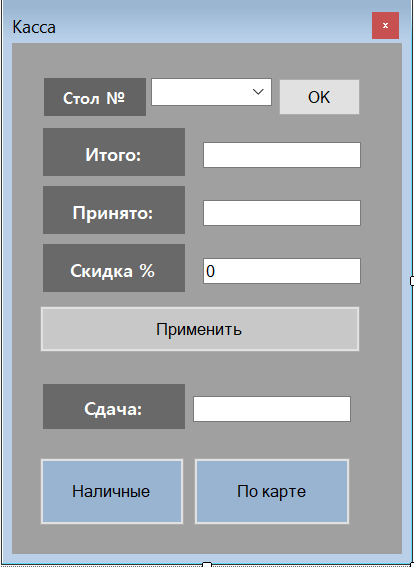 Касса
Стол №
OK
Итого:
Принято:
Скидка % 0
Применить
Сдача:
Наличные По карте